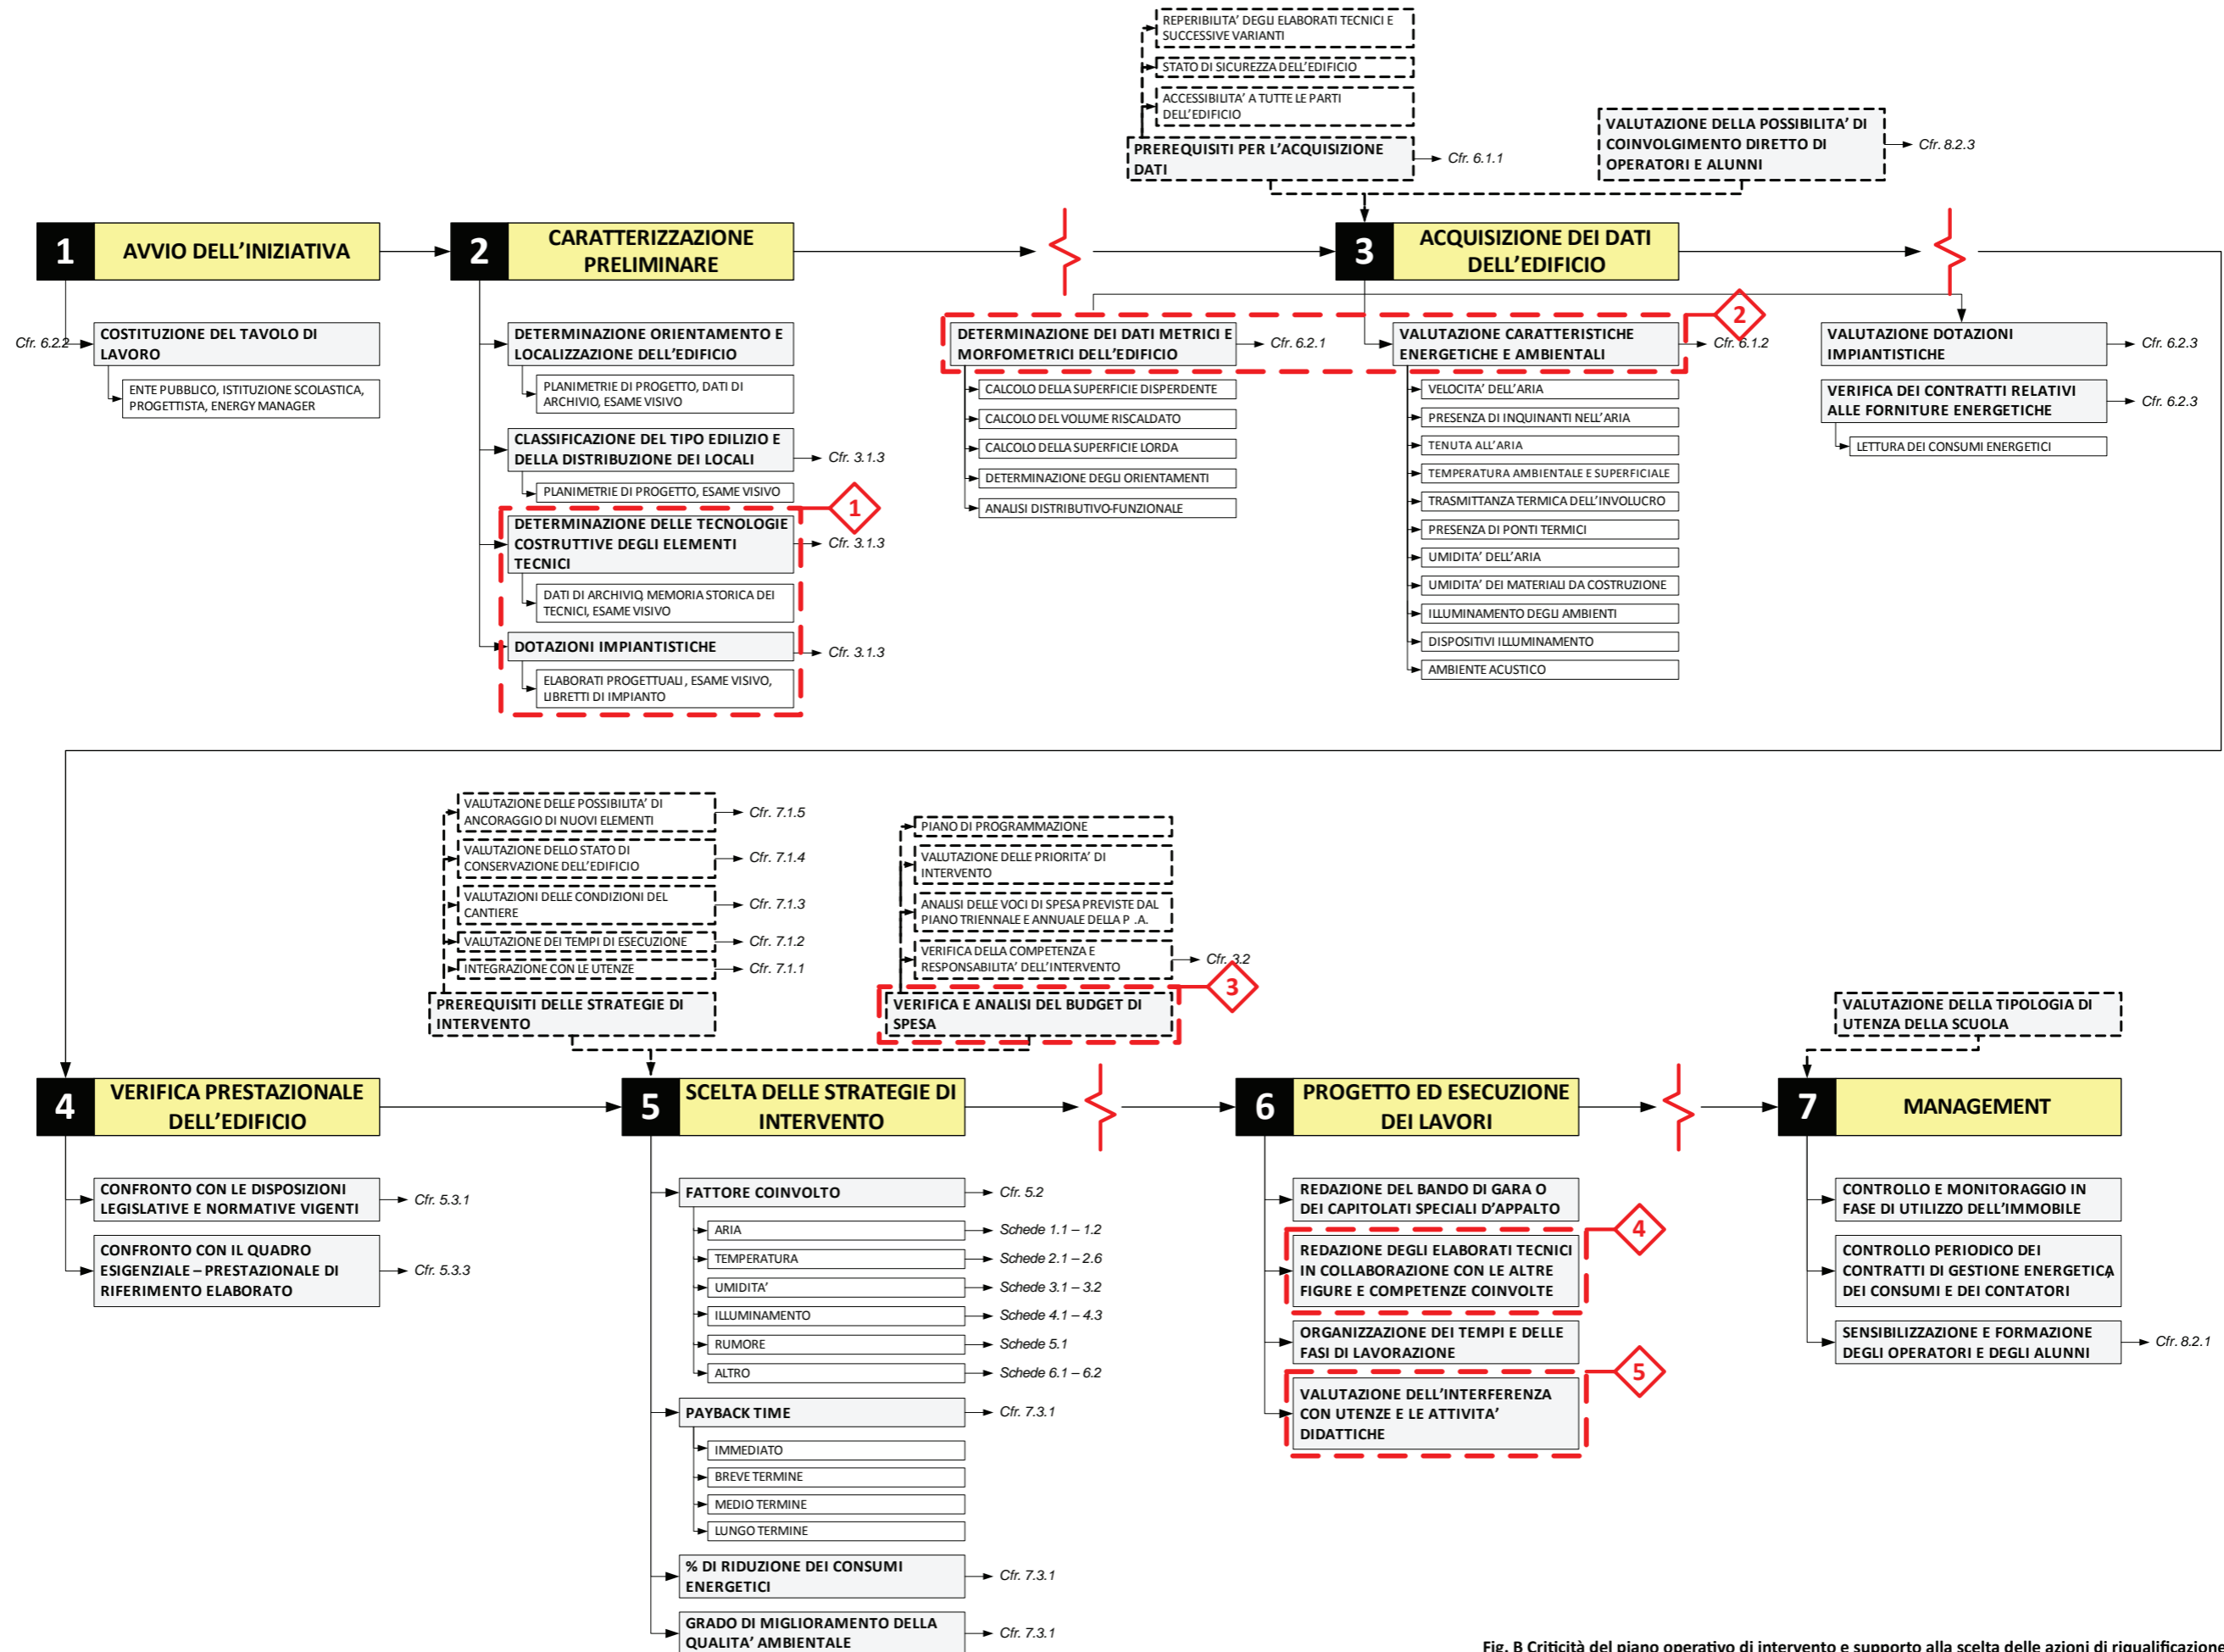 REPERIBILITA' DEGLI ELABORATI TECNICI E
SUCCESSIVE VARIANTI
STATO DI SICUREZZA DELL'EDIFICIO
ACCESSIBILITA' A TUTTE LE PARTI
DELL'EDIFICIO
PREREQUISITI PER L'ACQUISIZIONE
DATI
Cfr. 6.1.1
VALUTAZIONE DELLA POSSIBILITA' DI
COINVOLGIMENTO DIRETTO DI
OPERATORI E ALUNNI
Cfr. 8.2.3
1
AVVIO DELL'INIZIATIVA
Cfr. 6.2.2
COSTITUZIONE DEL TAVOLO DI
LAVORO
ENTE PUBBLICO, ISTITUZIONE SCOLASTICA,
PROGETTISTA, ENERGY MANAGER
2
CARATTERIZZAZIONE
PRELIMINARE
DETERMINAZIONE ORIENTAMENTO E
LOCALIZZAZIONE DELL'EDIFICIO
PLANIMETRIE DI PROGETTO, DATI DI
ARCHIVIO, ESAME VISIVO
CLASSIFICAZIONE DEL TIPO EDILIZIO E
DELLA DISTRIBUZIONE DEI LOCALI
Cfr. 3.1.3
PLANIMETRIE DI PROGETTO, ESAME VISIVO
1
DETERMINAZIONE DELLE TECNOLOGIE
COSTRUTTIVE DEGLI ELEMENTI
TECNICI
Cfr. 3.1.3
DATI DI ARCHIVIO, MEMORIA STORICA DEI
TECNICI, ESAME VISIVO
DOTAZIONI IMPIANTISTICHE
Cfr. 3.1.3
ELABORATI PROGETTUALI , ESAME VISIVO,
LIBRETTI DI IMPIANTO
3
ACQUISIZIONE DEI DATI
DELL'EDIFICIO
2
DETERMINAZIONE DEI DATI METRICI E
MORFOMETRICI DELL'EDIFICIO
Cfr. 6.2.1
CALCOLO DELLA SUPERFICIE DISPERDENTE
CALCOLO DEL VOLUME RISCALDATO
CALCOLO DELLA SUPERFICIE LORDA
DETERMINAZIONE DEGLI ORIENTAMENTI
ANALISI DISTRIBUTIVO-FUNZIONALE
VALUTAZIONE CARATTERISTICHE
ENERGETICHE E AMBIENTALI
Cfr. 6.1.2
VELOCITA' DELL'ARIA
PRESENZA DI INQUINANTI NELL'ARIA
TENUTA ALL'ARIA
TEMPERATURA AMBIENTALE E SUPERFICIALE
TRASMITTANZA TERMICA DELL'INVOLUCRO
PRESENZA DI PONTI TERMICI
UMIDITA' DELL'ARIA
UMIDITA' DEI MATERIALI DA COSTRUZIONE
ILLUMINAMENTO DEGLI AMBIENTI
DISPOSITIVI ILLUMINAMENTO
AMBIENTE ACUSTICO
VALUTAZIONE DOTAZIONI
IMPIANTISTICHE
Cfr. 6.2.3
VERIFICA DEI CONTRATTI RELATIVI
ALLE FORNITURE ENERGETICHE
Cfr. 6.2.3
LETTURA DEI CONSUMI ENERGETICI
VALUTAZIONE DELLE POSSIBILITA' DI
ANCORAGGIO DI NUOVI ELEMENTI
Cfr. 7.1.5
VALUTAZIONE DELLO STATO DI
CONSERVAZIONE DELL'EDIFICIO
Cfr. 7.1.4
VALUTAZIONI DELLE CONDIZIONI DEL
CANTIERE
Cfr. 7.1.3
VALUTAZIONE DEI TEMPI DI ESECUZIONE
Cfr. 7.1.2
INTEGRAZIONE CON LE UTENZE
Cfr. 7.1.1
PREREQUISITI DELLE STRATEGIE DI
INTERVENTO
PIANO DI PROGRAMMAZIONE
VALUTAZIONE DELLE PRIORITA' DI
INTERVENTO
ANALISI DELLE VOCI DI SPESA PREVISTE DAL
PIANO TRIENNALE E ANNUALE DELLA P .A.
VERIFICA DELLA COMPETENZA E
RESPONSABILITA' DELL'INTERVENTO
Cfr. 3.2
3
VERIFICA E ANALISI DEL BUDGET DI
SPESA
VALUTAZIONE DELLA TIPOLOGIA DI
UTENZA DELLA SCUOLA
4
VERIFICA PRESTAZIONALE
DELL'EDIFICIO
CONFRONTO CON LE DISPOSIZIONI
LEGISLATIVE E NORMATIVE VIGENTI
Cfr. 5.3.1
CONFRONTO CON IL QUADRO
ESIGENZIALE – PRESTAZIONALE DI
RIFERIMENTO ELABORATO
Cfr. 5.3.3
5
SCELTA DELLE STRATEGIE DI
INTERVENTO
FATTORE COINVOLTO
Cfr. 5.2
ARIA
Schede 1.1 – 1.2
TEMPERATURA
Schede 2.1 – 2.6
UMIDITA'
Schede 3.1 – 3.2
ILLUMINAMENTO
Schede 4.1 – 4.3
RUMORE
Schede 5.1
ALTRO
Schede 6.1 – 6.2
PAYBACK TIME
Cfr. 7.3.1
IMMEDIATO
BREVE TERMINE
MEDIO TERMINE
LUNGO TERMINE
% DI RIDUZIONE DEI CONSUMI
ENERGETICI
Cfr. 7.3.1
GRADO DI MIGLIORAMENTO DELLA
QUALITA' AMBIENTALE
Cfr. 7.3.1
6
PROGETTO ED ESECUZIONE
DEI LAVORI
REDAZIONE DEL BANDO DI GARA O
DEI CAPITOLATI SPECIALI D'APPALTO
4
REDAZIONE DEGLI ELABORATI TECNICI
IN COLLABORAZIONE CON LE ALTRE
FIGURE E COMPETENZE COINVOLTE
ORGANIZZAZIONE DEI TEMPI E DELLE
FASI DI LAVORAZIONE
5
VALUTAZIONE DELL'INTERFERENZA
CON UTENZE E LE ATTIVITA'
DIDATTICHE
7
MANAGEMENT
CONTROLLO E MONITORAGGIO IN
FASE DI UTILIZZO DELL'IMMOBILE
CONTROLLO PERIODICO DEI
CONTRATTI DI GESTIONE ENERGETICA,
DEI CONSUMI E DEI CONTATORI
SENSIBILIZZAZIONE E FORMAZIONE
DEGLI OPERATORI E DEGLI ALUNNI
Cfr. 8.2.1
Fig. B Criticità del piano operativo di intervento e supporto alla scelta delle azioni di riqualificazione